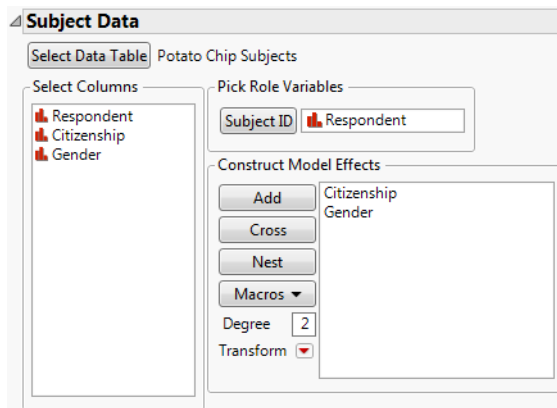 Subject Data
Select Data Table Potato Chip Subjects
Select Columns
Respondent
Citizenship
Gender
Pick Role Variables
Subject ID Respondent
Construct Model Effects
Add
Cross
Nest
Macros
Degree 2
Transform
Citizenship
Gender